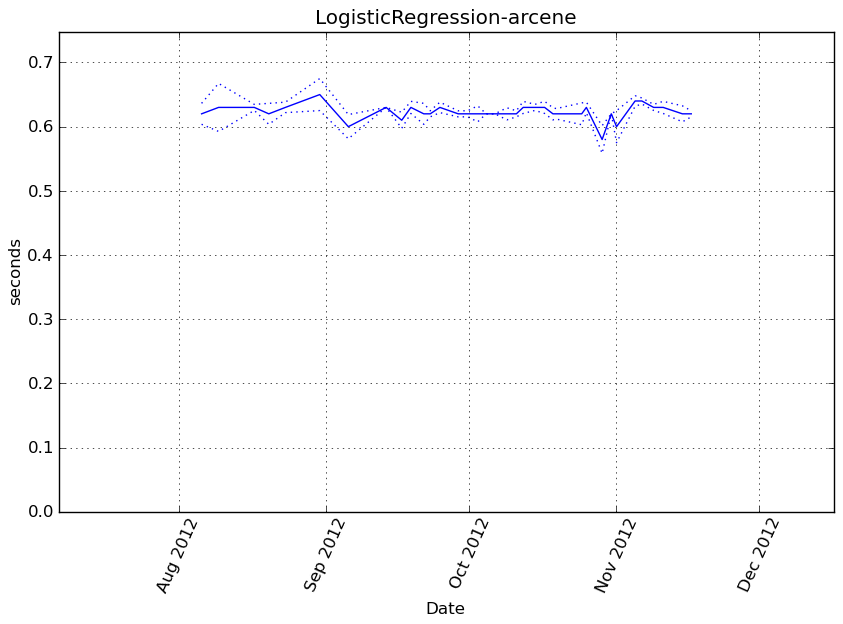 LogisticRegression-arcene
0.7
0.6
0.5
0.4
0.3
0.2
0.1
0.0
seconds
Aug 2012
Sep 2012
Oct 2012
Nov 2012
Dec 2012
Date